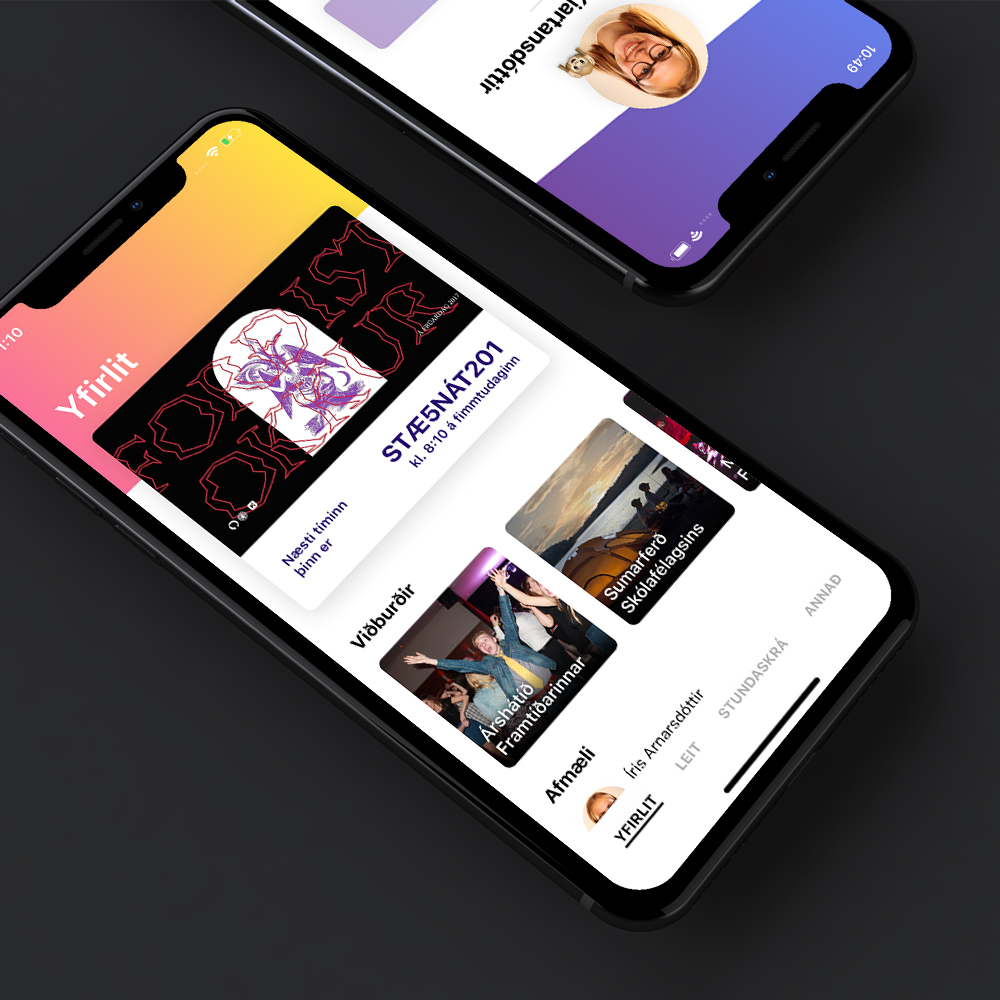 10:49
Kjartansdóttir
1:10
Yfirlit
Næsti tíminn
þinn er
STÆ5NÁT201
kl. 8:10 á fimmtudaginn
Viðburðir
Árshátíð
Framtíðarinnar
Sumarferð
Skólafélagsins
F
Afmæli
Íris Arnarsdóttir
YFIRLIT
LEIT
STUNDASKRÁ
ANNAÐ